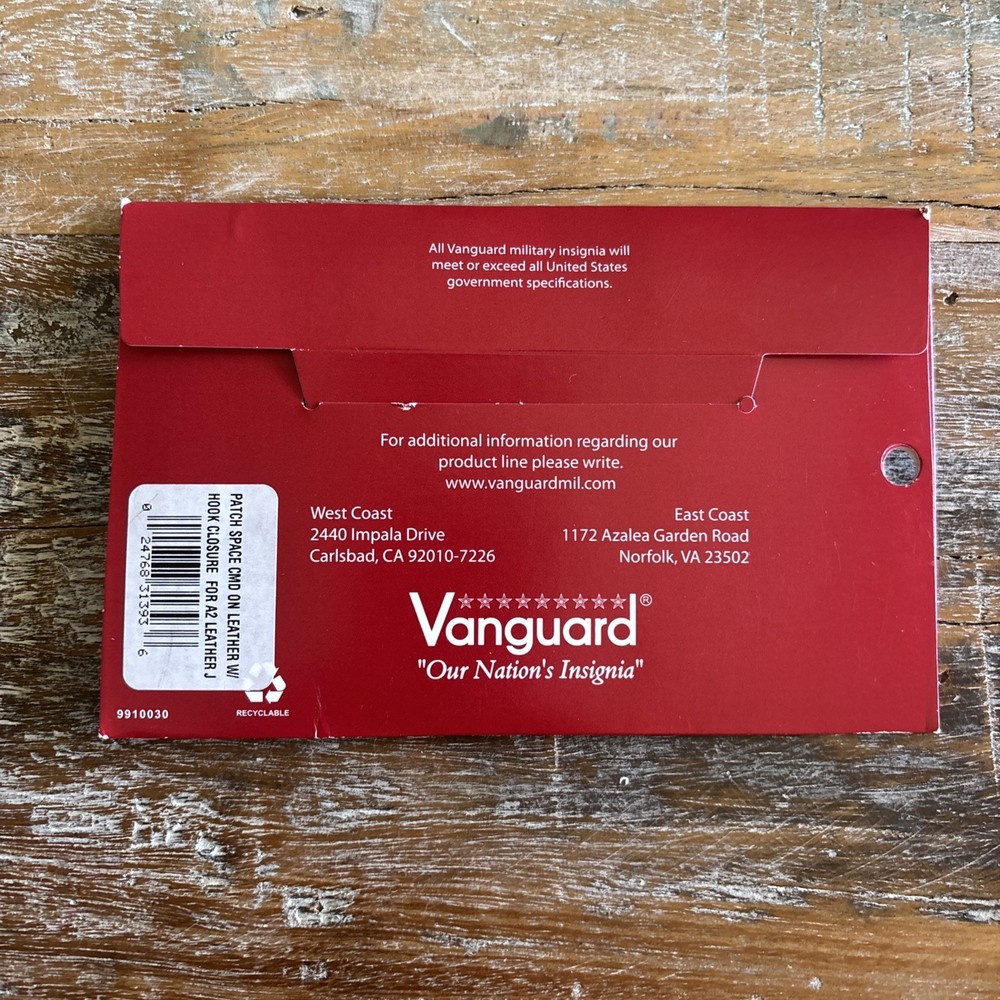 All Vanguard military insignia will
meet or exceed all United States
government specifications.
For additional information regarding our
product line please write.
www.vanguardmil.com
West Coast
2440 Impala Drive
Carlsbad, CA 92010-7226
East Coast
1172 Azalea Garden Road
Norfolk, VA 23502
Vanguard®
"Our Nation's Insignia"
PATCH SPACE CMD ON LEATHER W/
HOOK CLOSURE FOR A2 LEATHER J
0 24768 31393 6
9910030
RECYCLABLE